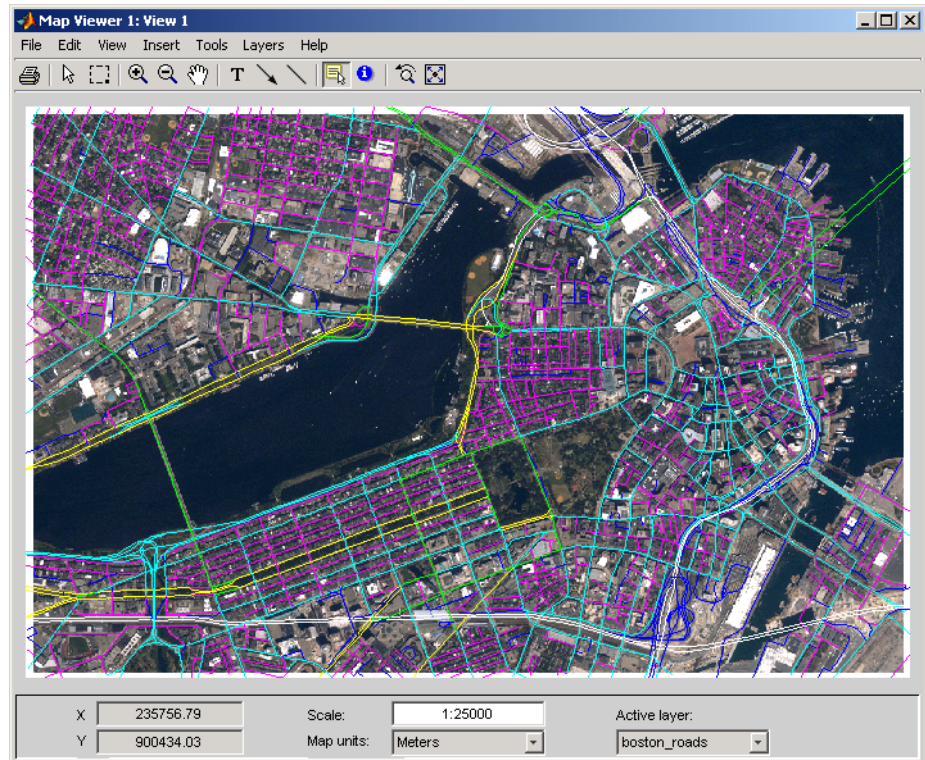 Map Viewer 1: View 1
File Edit View Insert Tools Layers Help
T
X 235756.79 Scale: 1:25000 Active layer:
Y 900434.03 Map units: Meters boston_roads